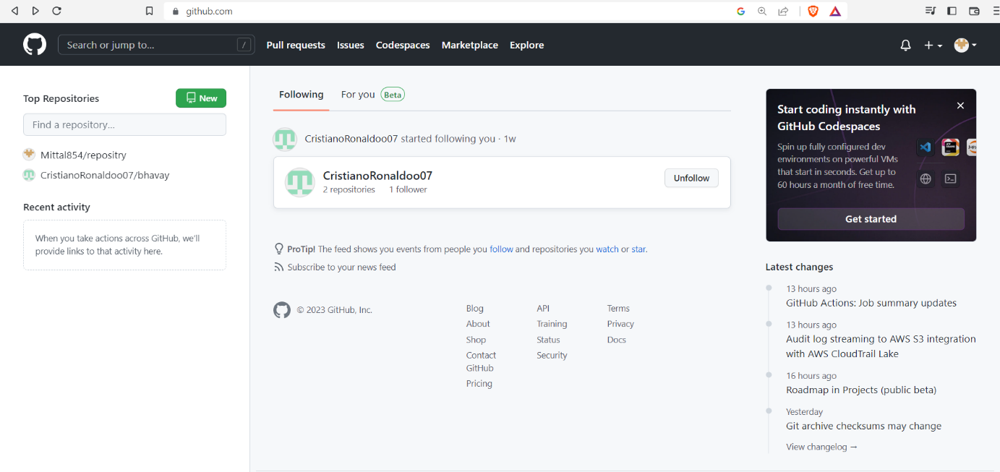 github.com
Search or jump to... /
Pull requests Issues Codespaces Marketplace Explore
Top Repositories
New
Find a repository...
Mittal854/repositry
CristianoRonaldoo07/bhavay
Recent activity
When you take actions across GitHub, we'll
provide links to that activity here.
Following For you Beta
CristianoRonaldoo07 started following you · 1w
CristianoRonaldoo07
2 repositories 1 follower
Unfollow
ProTip! The feed shows you events from people you follow and repositories you watch or star.
Subscribe to your news feed
© 2023 GitHub, Inc.
Blog
About
Shop
Contact
GitHub
Pricing
API
Training
Status
Security
Terms
Privacy
Docs
Start coding instantly with
GitHub Codespaces
Spin up fully configured dev
environments on powerful VMs
that start in seconds. Get up to
60 hours a month of free time.
Get started
Latest changes
13 hours ago
GitHub Actions: Job summary updates
13 hours ago
Audit log streaming to AWS S3 integration
with AWS CloudTrail Lake
16 hours ago
Roadmap in Projects (public beta)
Yesterday
Git archive checksums may change
View changelog →